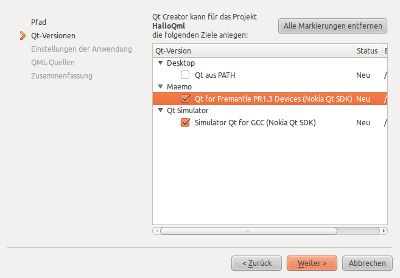 Pfad
Qt-Versionen
Einstellungen der Anwendung
QML-Quellen
Zusammenfassung
Qt Creator kann für das Projekt
HalloQml
die folgenden Ziele anlegen:
Alle Markierungen entfernen
Qt-Version Status
Desktop
Qt aus PATH Neu /
Maemo
Qt for Fremantle PR1.3 Devices (Nokia Qt SDK) Neu /
Qt Simulator
Simulator Qt for GCC (Nokia Qt SDK) Neu /
< Zurück
Weiter >
Abbrechen